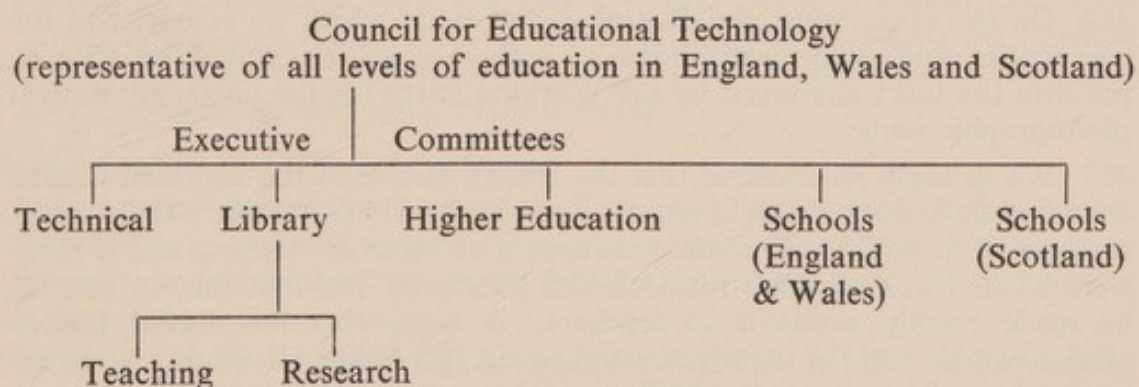 Council for Educational Technology
(representative of all levels of education in England, Wales and Scotland)
Executive Committees
Technical Library Higher Education Schools Schools
(England (Scotland)
& Wales)
Teaching Research